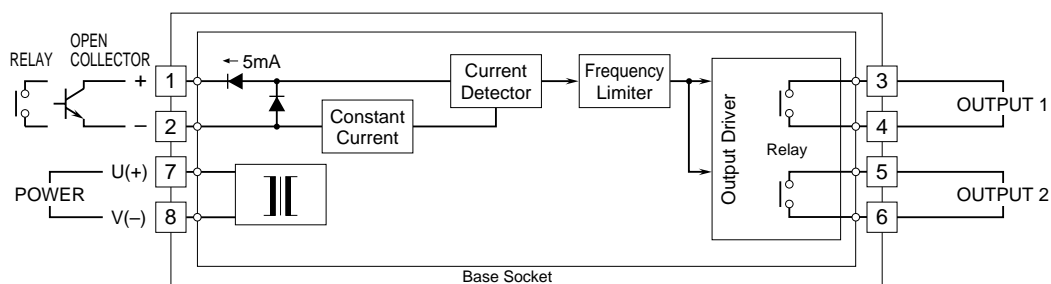 OPEN
RELAY COLLECTOR
+ 1
– 2
← 5mA
Current
Detector
Constant
Current
Frequency
Limiter
Output Driver
Relay
3
4
OUTPUT 1
5
6
OUTPUT 2
POWER
U(+) 7
V(–) 8
Base Socket